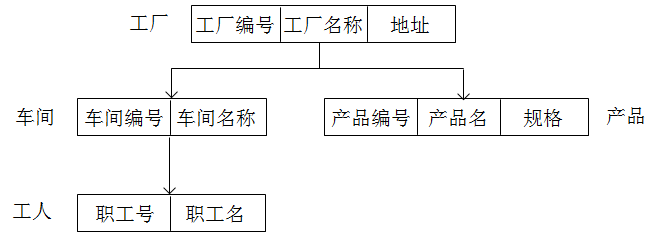 工厂 工厂编号 工厂名称 地址
车间 车间编号 车间名称 产品编号 产品名 规格 产品
工人 职工号 职工名